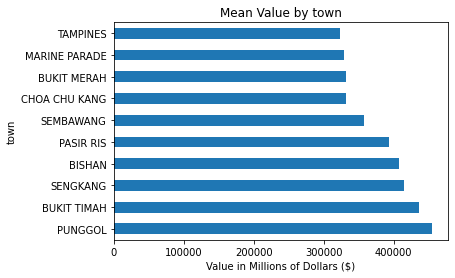 Mean Value by town
TAMPINES
MARINE PARADE
BUKIT MERAH
CHOA CHU KANG
SEMBAWANG
PASIR RIS
BISHAN
SENGKANG
BUKIT TIMAH
PUNGGOL
town
0 100000 200000 300000 400000
Value in Millions of Dollars ($)